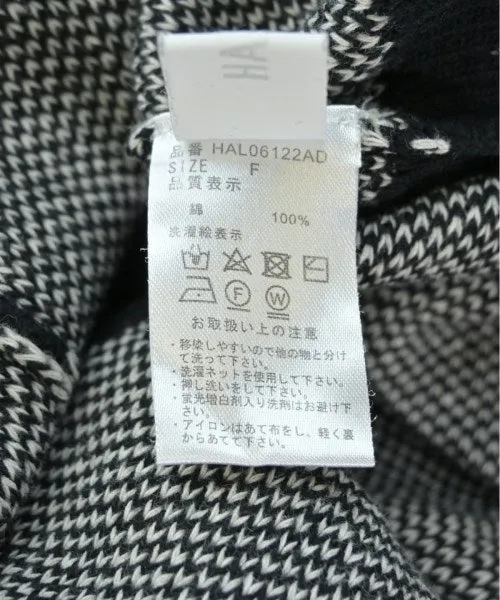 HA
品番 HAL06122AD
SIZE F
品質表示
綿 100%
洗濯絵表示
F W
お取扱い上の注意
・移染しやすいので他の物と分け
て洗って下さい。
・洗濯ネットを使用して下さい。
・押し洗いをして下さい。
・蛍光増白剤入り洗剤はお避け下
さい。
・アイロンはあて布をし、軽く裏
からあてて下さい。